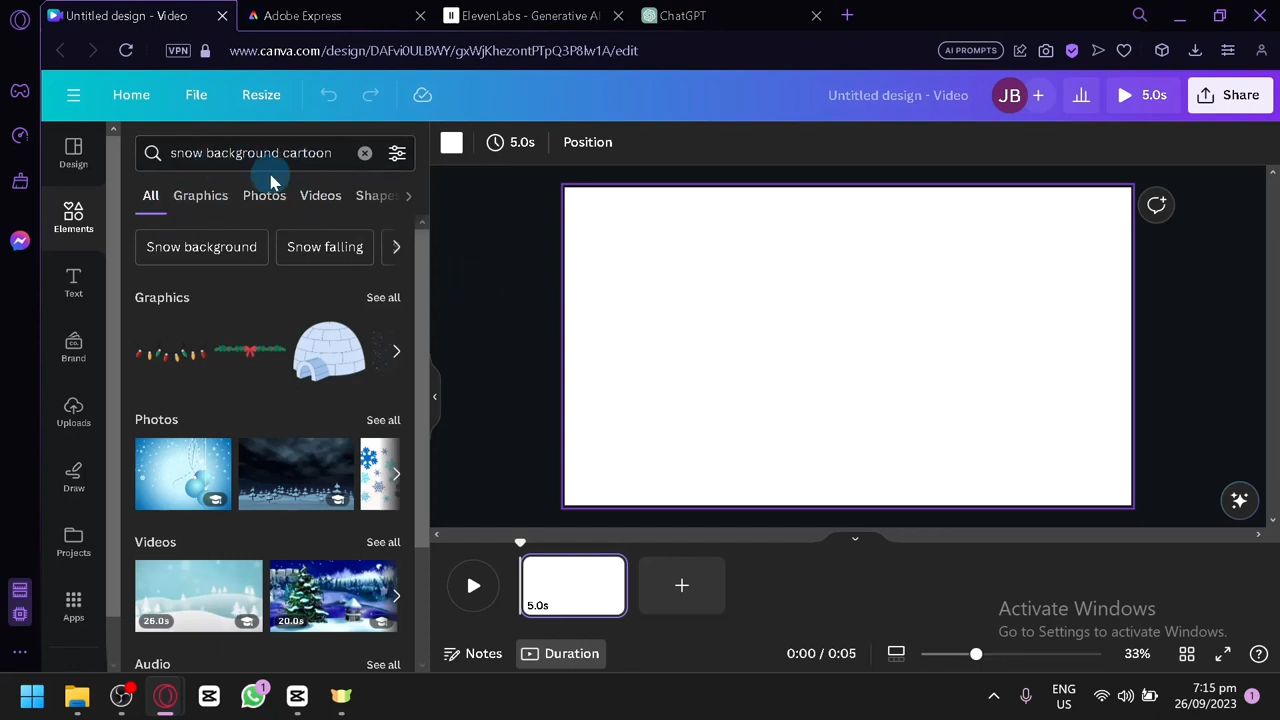 Untitled design - Video
Adobe Express
ElevenLabs - Generative AI
ChatGPT
VPN
www.canva.com/design/DAFvi0ULBWY/gxWjKhezontPTpQ3P8lw1A/edit
AI PROMPTS
Home
File
Resize
Untitled design - Video
JB
5.0s
Share
Design
Elements
Text
Brand
CO.
Uploads
Draw
Projects
Apps
snow background cartoon
5.0s
Position
All
Graphics
Photos
Videos
Shapes
Snow background
Snow falling
Graphics
See all
Photos
See all
Videos
See all
26.0s
20.0s
Audio
See all
5.0s
Activate Windows
Go to Settings to activate Windows.
Notes
Duration
0:00 / 0:05
33%
1
ENG
US
7:15 pm
26/09/2023
1